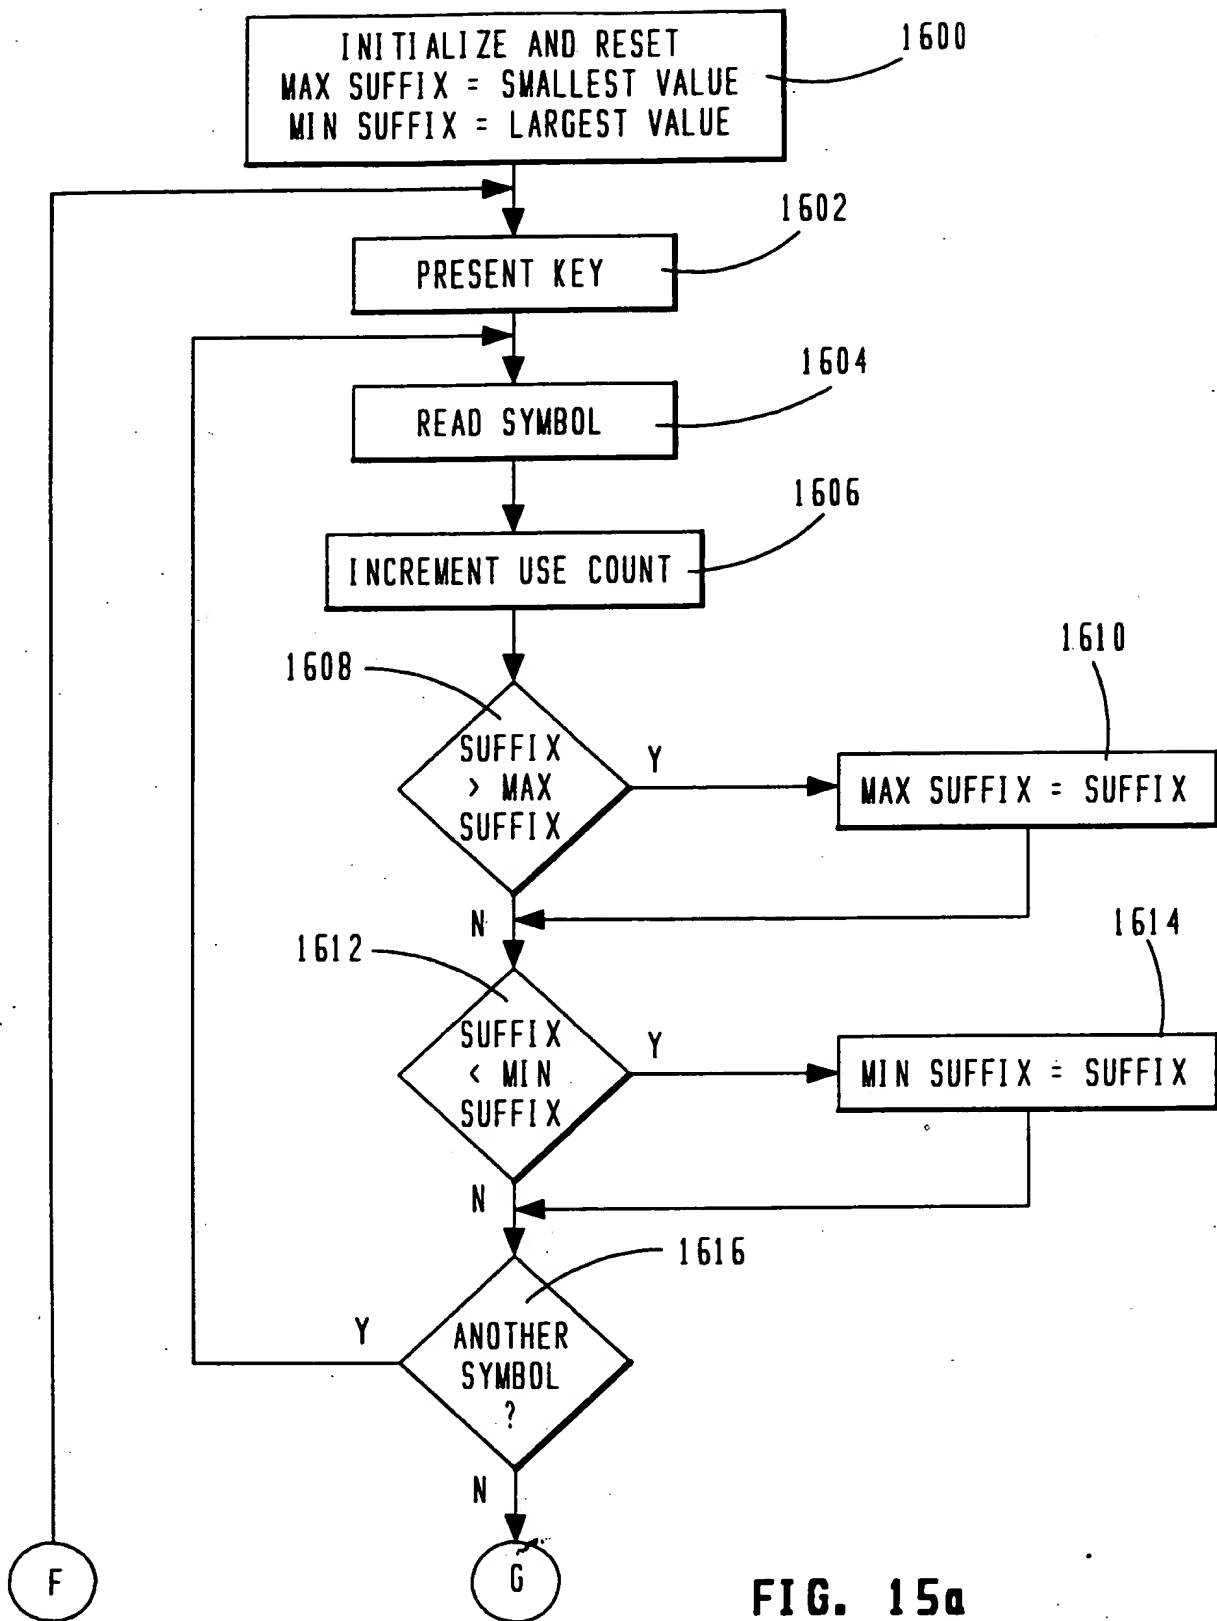 INITIALIZE AND RESET
MAX SUFFIX = SMALLEST VALUE
MIN SUFFIX = LARGEST VALUE
1600
1602
PRESENT KEY
1604
READ SYMBOL
1606
INCREMENT USE COUNT
1608
SUFFIX
> MAX
SUFFIX
Y
1610
MAX SUFFIX = SUFFIX
N
1612
SUFFIX
< MIN
SUFFIX
Y
1614
MIN SUFFIX = SUFFIX
N
1616
Y
ANOTHER
SYMBOL
?
N
F
G
FIG. 15a